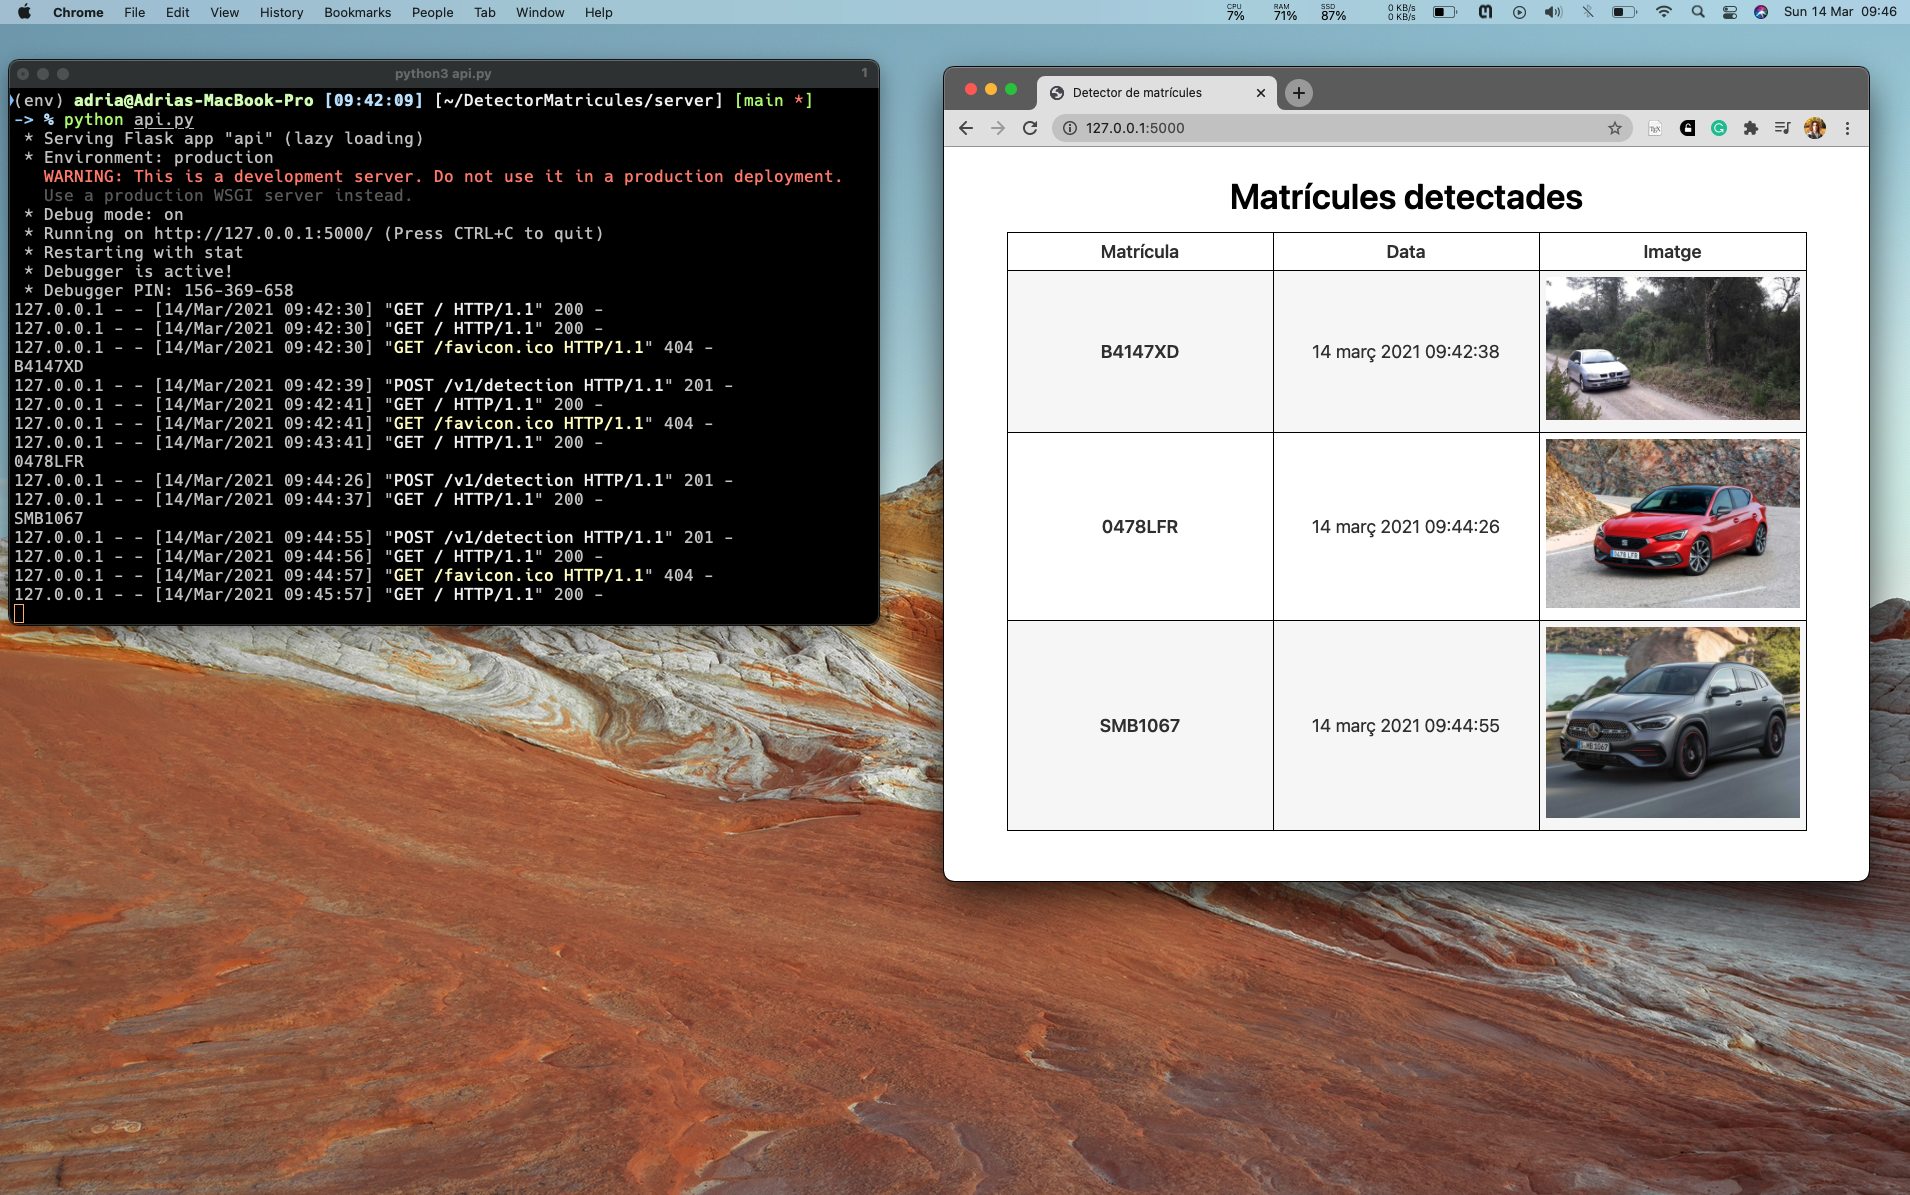 Chrome File Edit View History Bookmarks People Tab Window Help
CPU 7% RAM 71% SSD 87% 0 KB/s 0 KB/s Sun 14 Mar 09:46
python3 api.py 1
(env) adria@Adrias-MacBook-Pro [09:42:09] [~/DetectorMatricules/server] [main *]
-> % python api.py
* Serving Flask app "api" (lazy loading)
* Environment: production
WARNING: This is a development server. Do not use it in a production deployment.
Use a production WSGI server instead.
* Debug mode: on
* Running on http://127.0.0.1:5000/ (Press CTRL+C to quit)
* Restarting with stat
* Debugger is active!
* Debugger PIN: 156-369-658
127.0.0.1 - - [14/Mar/2021 09:42:30] "GET / HTTP/1.1" 200 -
127.0.0.1 - - [14/Mar/2021 09:42:30] "GET / HTTP/1.1" 200 -
127.0.0.1 - - [14/Mar/2021 09:42:30] "GET /favicon.ico HTTP/1.1" 404 -
B4147XD
127.0.0.1 - - [14/Mar/2021 09:42:39] "POST /v1/detection HTTP/1.1" 201 -
127.0.0.1 - - [14/Mar/2021 09:42:41] "GET / HTTP/1.1" 200 -
127.0.0.1 - - [14/Mar/2021 09:42:41] "GET /favicon.ico HTTP/1.1" 404 -
127.0.0.1 - - [14/Mar/2021 09:43:41] "GET / HTTP/1.1" 200 -
0478LFR
127.0.0.1 - - [14/Mar/2021 09:44:26] "POST /v1/detection HTTP/1.1" 201 -
127.0.0.1 - - [14/Mar/2021 09:44:37] "GET / HTTP/1.1" 200 -
SMB1067
127.0.0.1 - - [14/Mar/2021 09:44:55] "POST /v1/detection HTTP/1.1" 201 -
127.0.0.1 - - [14/Mar/2021 09:44:56] "GET / HTTP/1.1" 200 -
127.0.0.1 - - [14/Mar/2021 09:44:57] "GET /favicon.ico HTTP/1.1" 404 -
127.0.0.1 - - [14/Mar/2021 09:45:57] "GET / HTTP/1.1" 200 -
Detector de matrícules
127.0.0.1:5000
Matrícules detectades
Matrícula Data Imatge
B4147XD 14 març 2021 09:42:38
0478LFR 14 març 2021 09:44:26
0478 LFR
SMB1067 14 març 2021 09:44:55